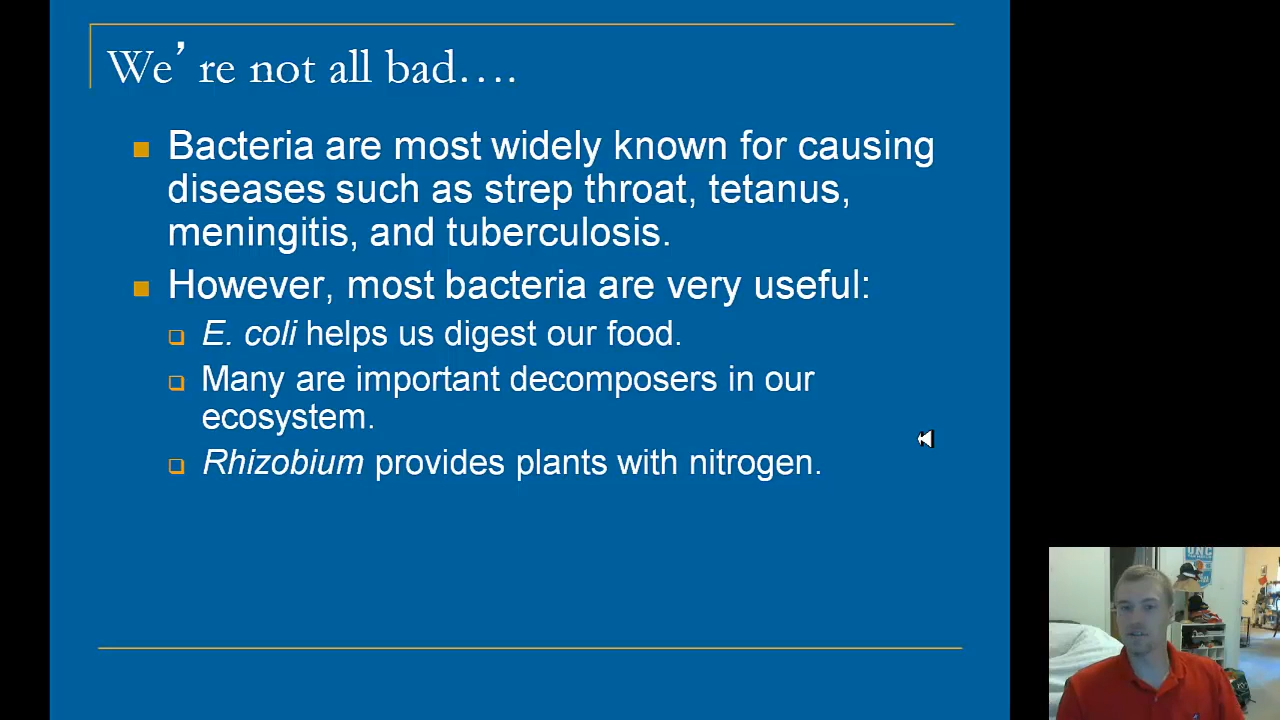 We’re not all bad….
Bacteria are most widely known for causing
diseases such as strep throat, tetanus,
meningitis, and tuberculosis.
However, most bacteria are very useful:
E. coli helps us digest our food.
Many are important decomposers in our
ecosystem.
Rhizobium provides plants with nitrogen.
UNC